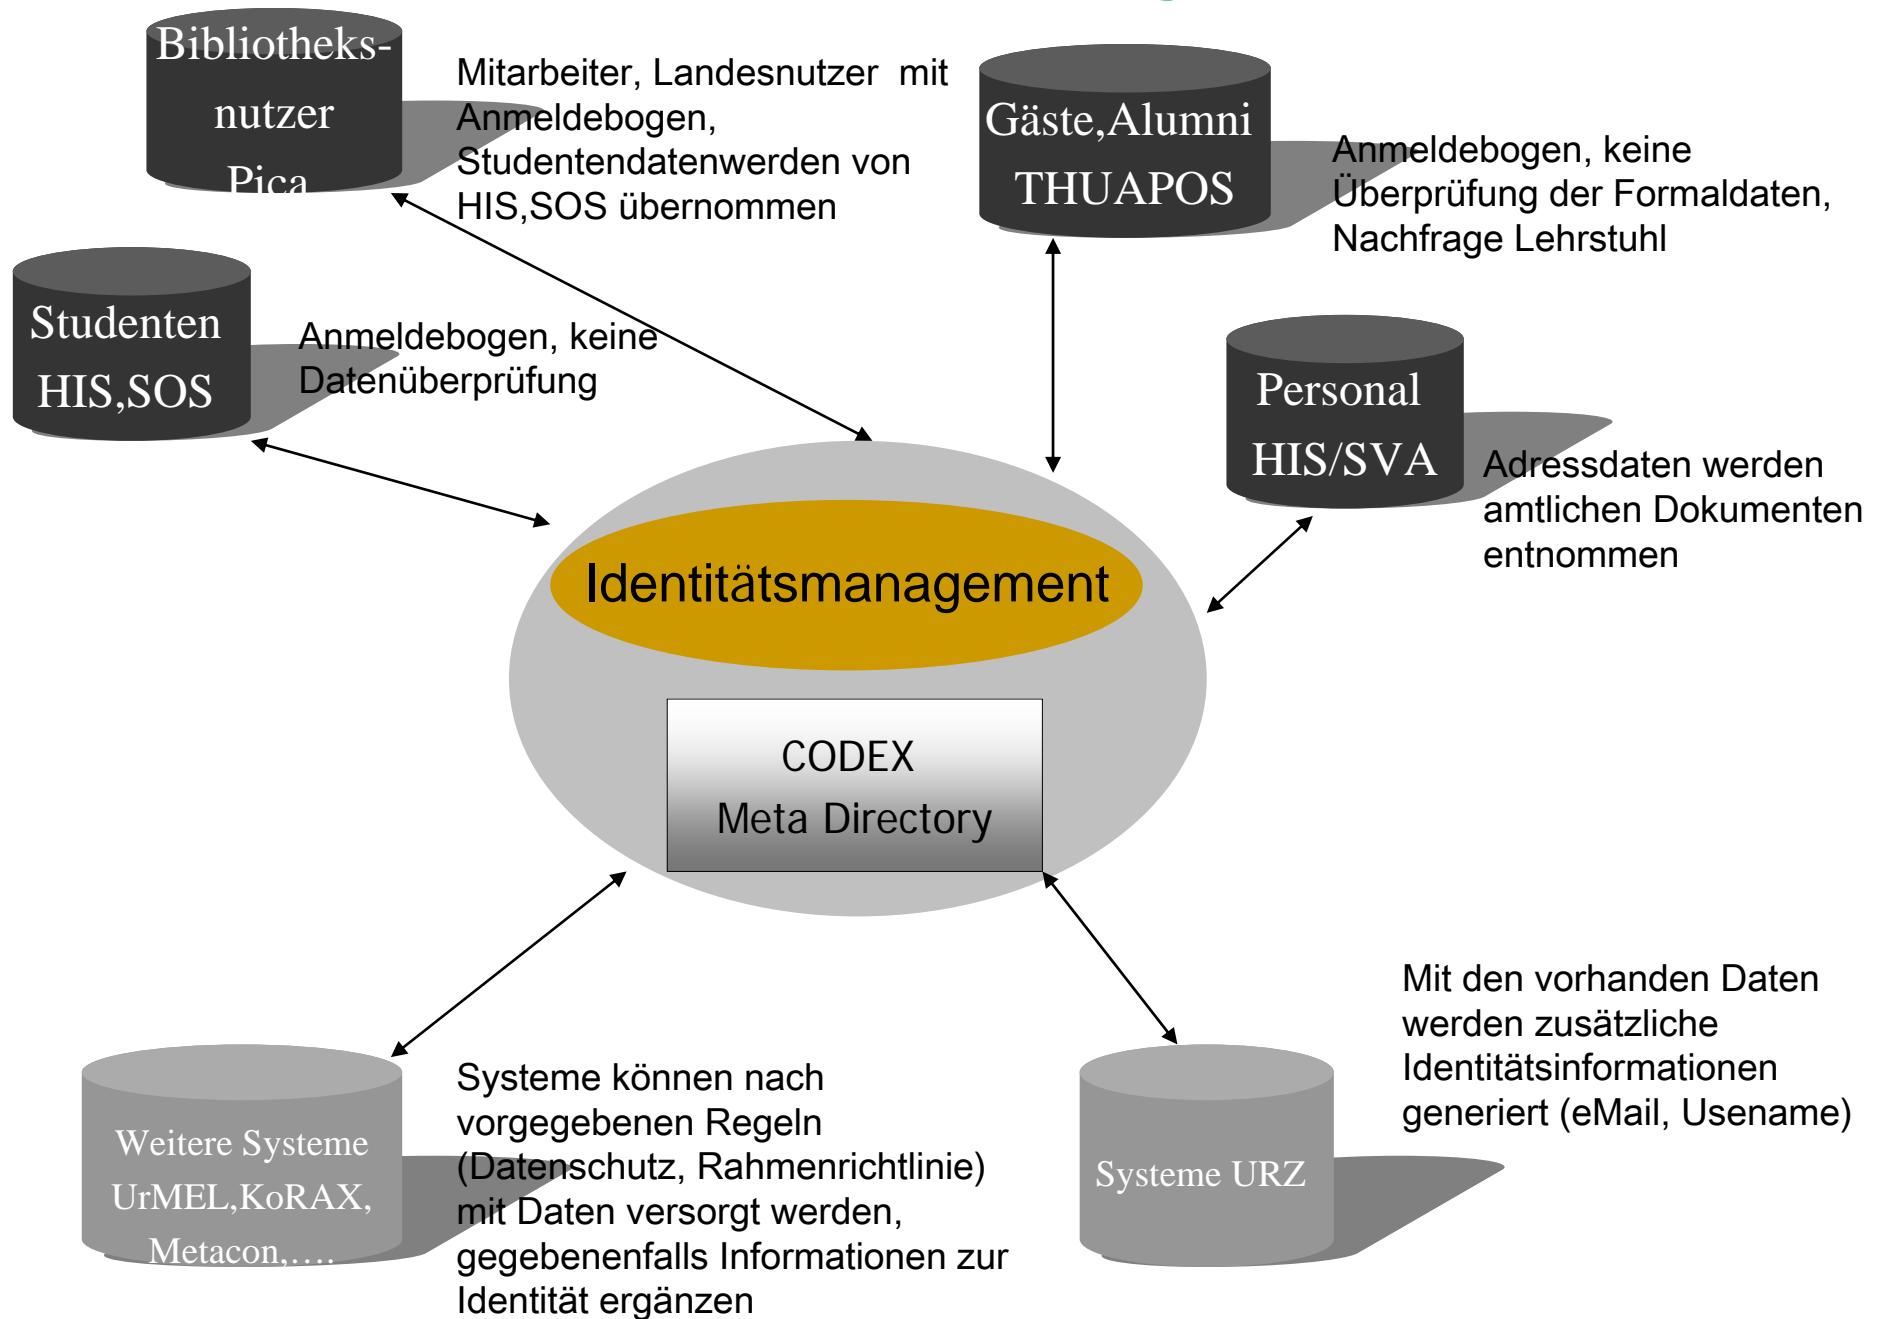 Bibliotheks-
nutzer
Pica
Mitarbeiter, Landesnutzer  mit
Anmeldebogen,
Studentendatenwerden von
HIS,SOS übernommen
Gäste,Alumni
THUAPOS
Anmeldebogen, keine
Überprüfung der Formaldaten,
Nachfrage Lehrstuhl
Studenten
HIS,SOS
Anmeldebogen, keine
Datenüberprüfung
Personal
HIS/SVA
Adressdaten werden
amtlichen Dokumenten
entnommen
Identitätsmanagement
CODEX
Meta Directory
Weitere Systeme
UrMEL,KoRAX,
Metacon,….
Systeme können nach
vorgegebenen Regeln
(Datenschutz, Rahmenrichtlinie)
mit Daten versorgt werden,
gegebenenfalls Informationen zur
Identität ergänzen
Systeme URZ
Mit den vorhanden Daten
werden zusätzliche
Identitätsinformationen
generiert (eMail, Usename)